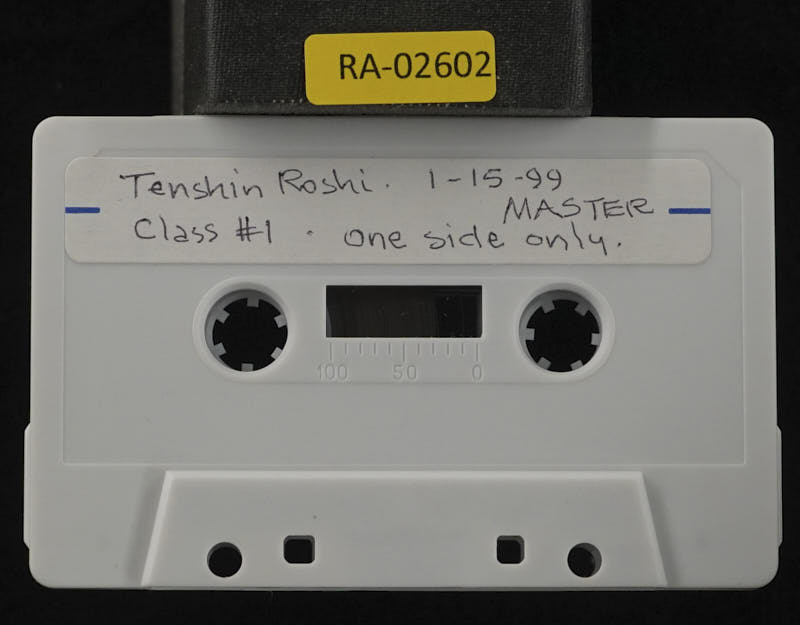 RA-02602
Tenshin Roshi. 1-15-99
MASTER
Class #1 . one side only.
100 50 0